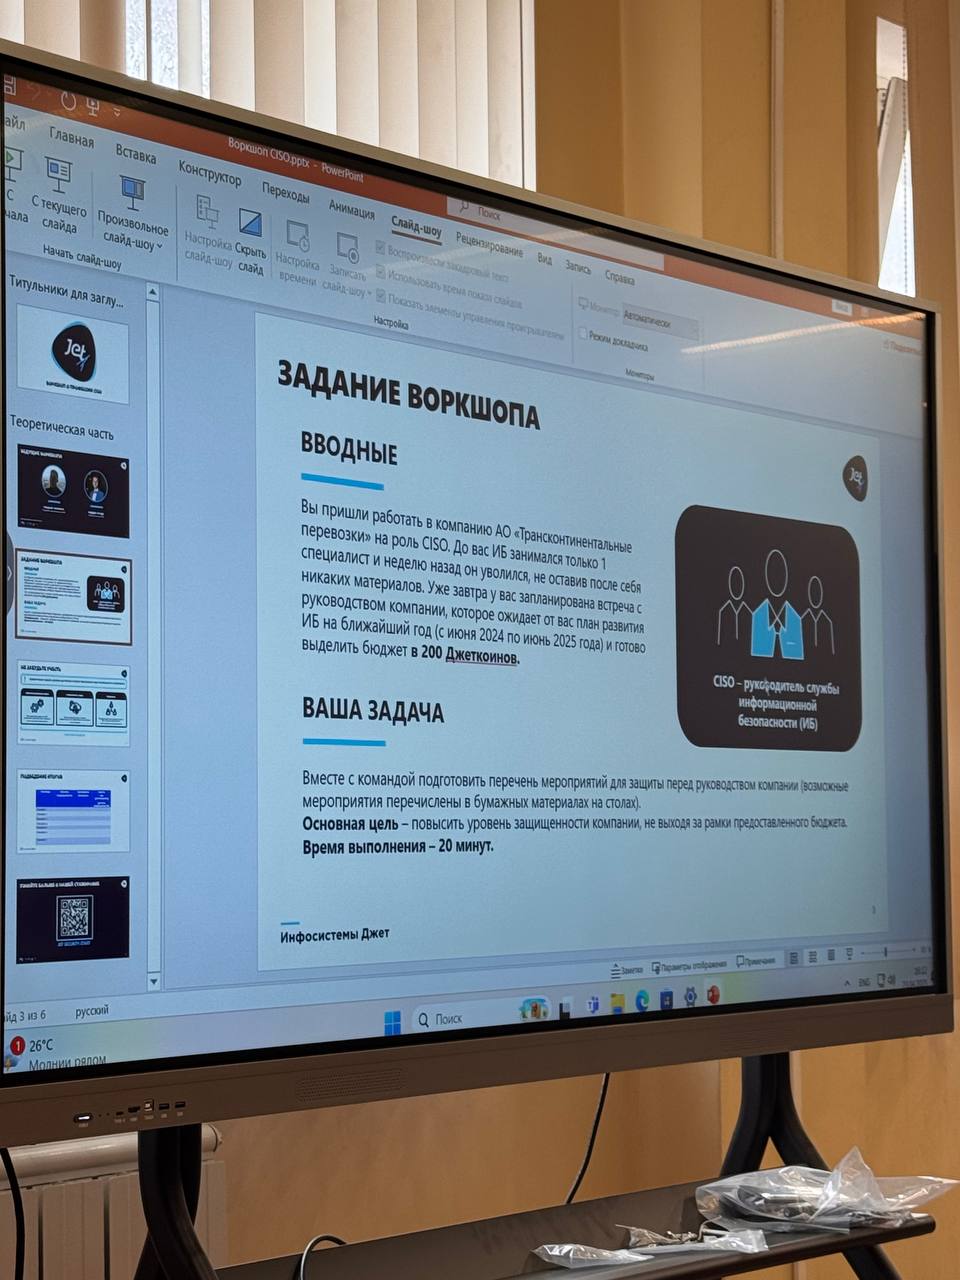 Воркшоп CISO.pptx - PowerPoint
Поиск
айл Главная Вставка Конструктор Переходы Анимация Слайд-шоу Рецензирование Вид Запись Справка
С
чала
С текущего
слайда
Произвольное
слайд-шоу
Начать слайд-шоу
Настройка
слайд-шоу
Скрыть
слайд
Настройка
времени
Записать
слайд-шоу
Воспроизвести закадровый текст
Использовать время показа слайдов
Показать элементы управления проигрывателем
Настройка
Монитор: Автоматически
Режим докладчика
Мониторы
Титульники для заглу...
Jet
Теоретическая часть
ЗАДАНИЕ ВОРКШОПА
ВВОДНЫЕ
Вы пришли работать в компанию АО «Трансконтинентальные
перевозки» на роль CISO. До вас ИБ занимался только 1
специалист и неделю назад он уволился, не оставив после себя
никаких материалов. Уже завтра у вас запланирована встреча с
руководством компании, которое ожидает от вас план развития
ИБ на ближайший год (с июня 2024 по июнь 2025 года) и готово
выделить бюджет в 200 Джеткоинов.
Jet
CISO – руководитель службы
информационной
безопасности (ИБ)
ВАША ЗАДАЧА
Вместе с командой подготовить перечень мероприятий для защиты перед руководством компании (возможные
мероприятия перечислены в бумажных материалах на столах).
Основная цель – повысить уровень защищенности компании, не выходя за рамки предоставленного бюджета.
Время выполнения – 20 минут.
3
Инфосистемы Джет
Заметки Параметры отображения Примечания
йд 3 из 6 русский
Поиск
ENG
1 26°C
Молнии рядом